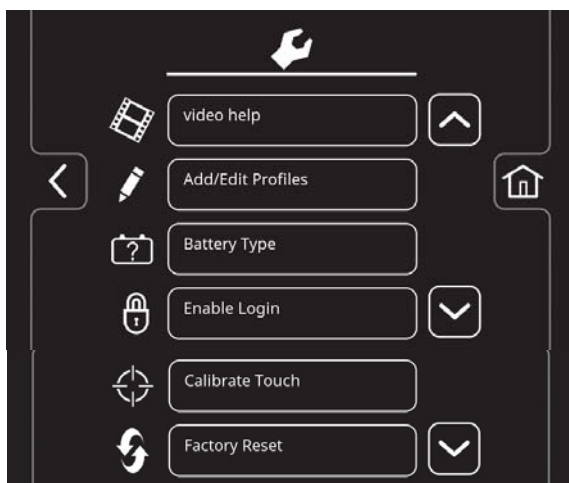 video help
Add/Edit Profiles
Battery Type
Enable Login
Calibrate Touch
Factory Reset